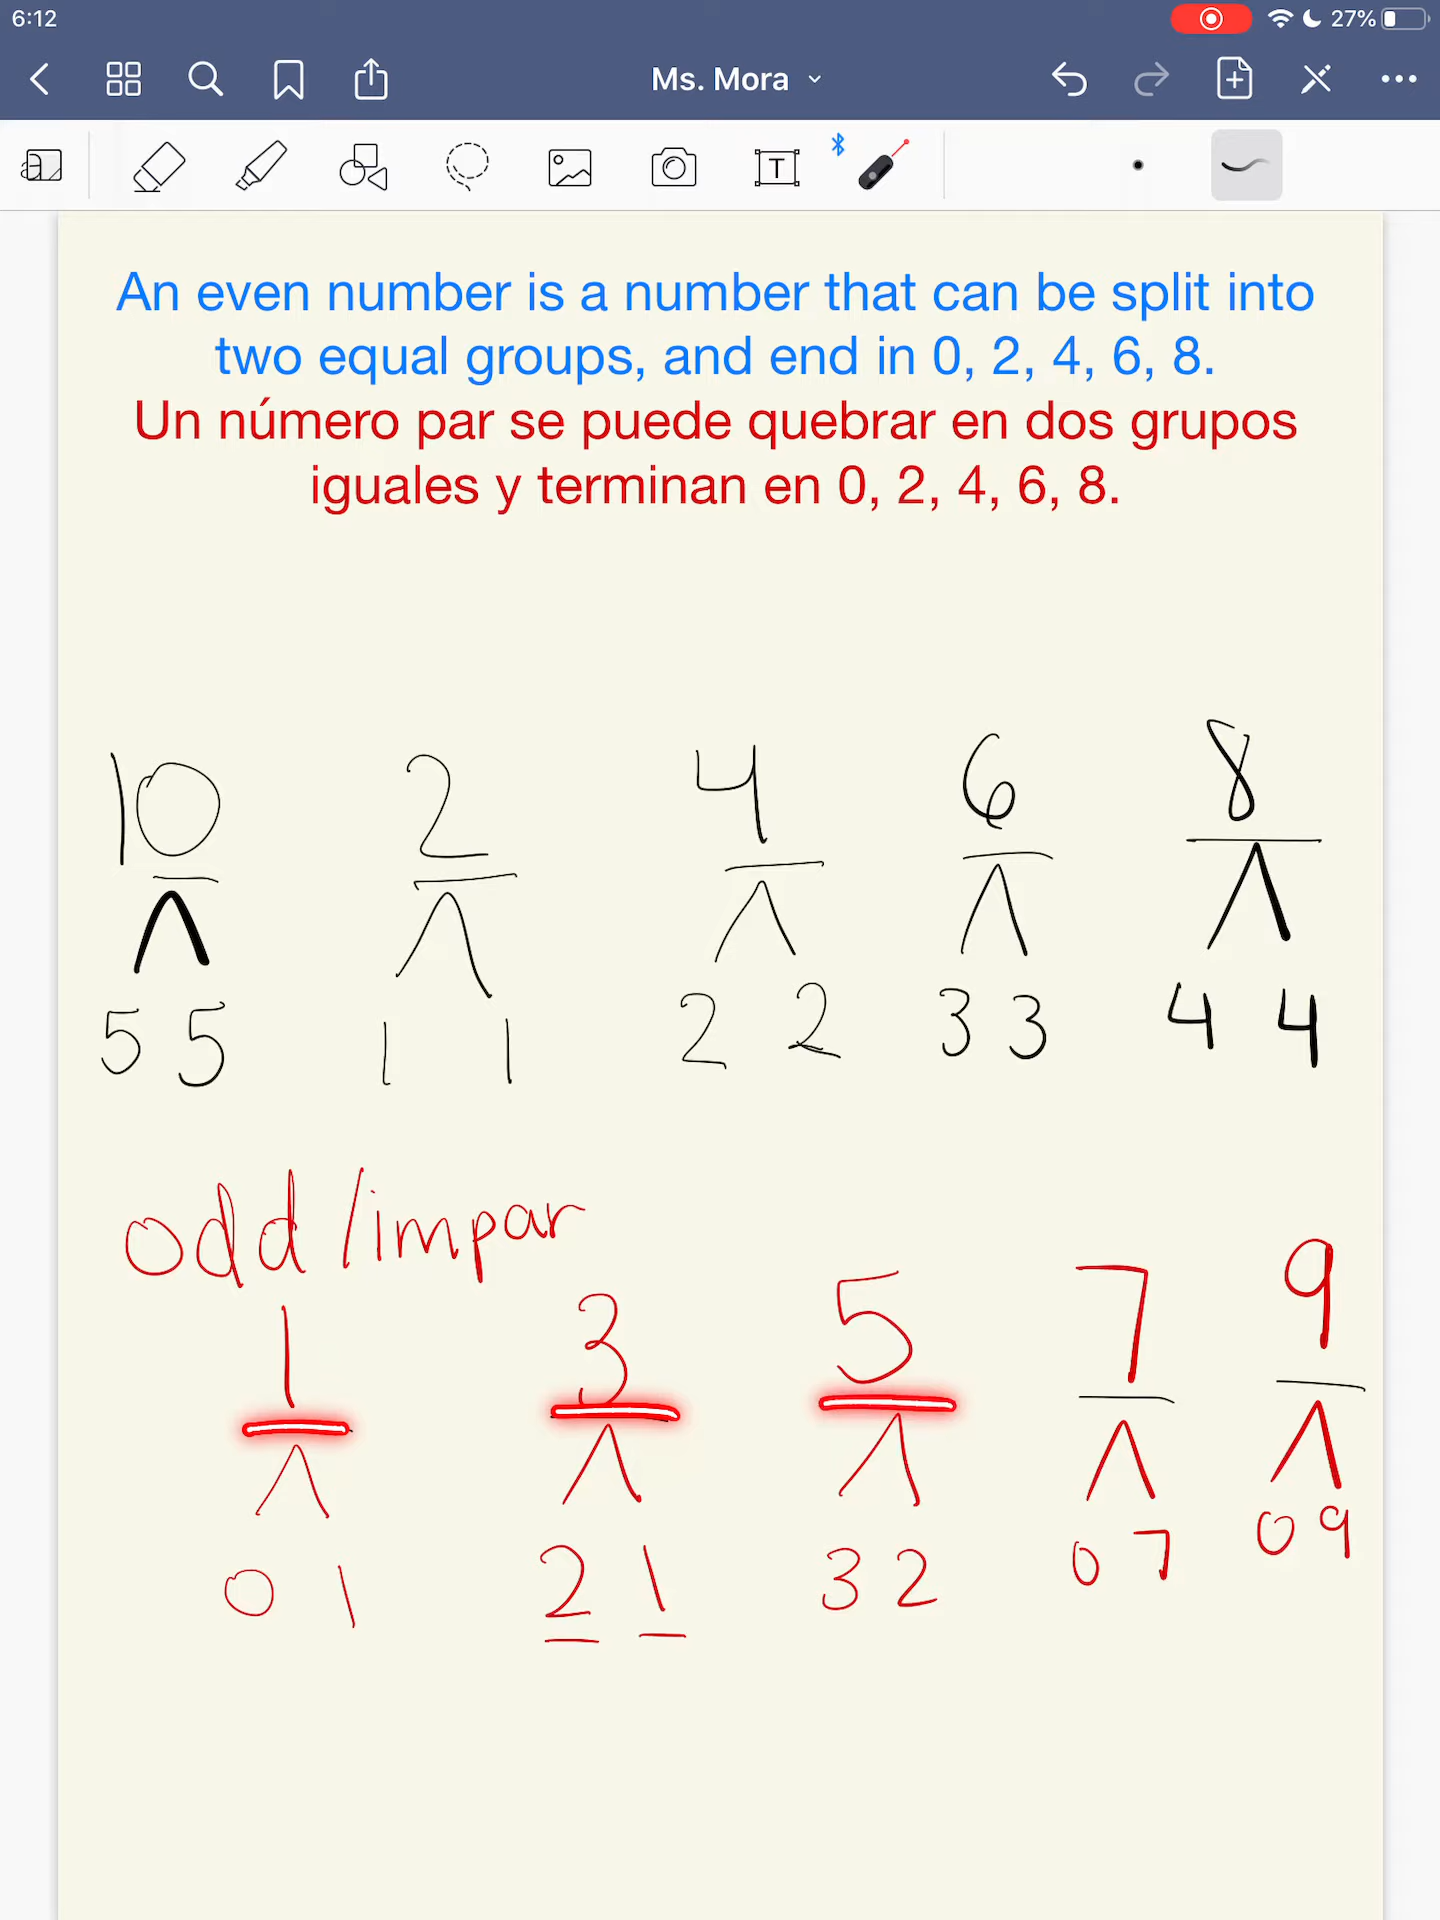 6:12
27%
Ms. Mora
An even number is a number that can be split into
two equal groups, and end in 0, 2, 4, 6, 8.
Un número par se puede quebrar en dos grupos
iguales y terminan en 0, 2, 4, 6, 8.
10 2 4 6 8
5 5 1 1 2 2 3 3 4 4
odd/impar
1 3 5 7 9
0 1 2 1 3 2 0 7 0 9